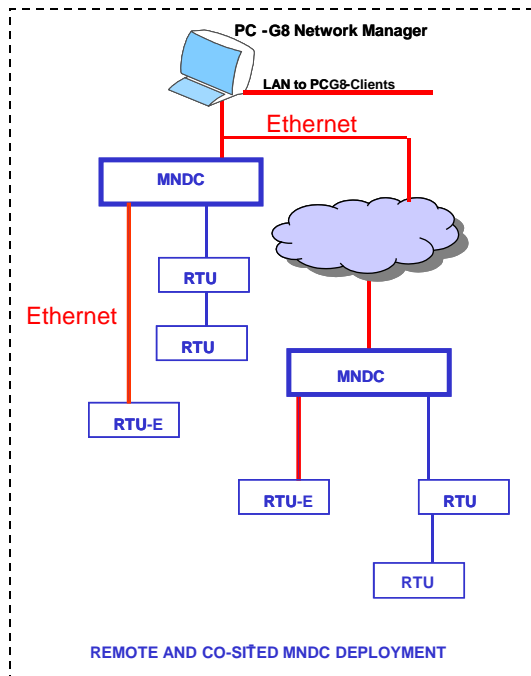 PC -G8 Network Manager
LAN to PCG8-Clients
Ethernet
MNDC
RTU
Ethernet
RTU
MNDC
RTU-E
RTU-E
RTU
RTU
REMOTE AND CO-SITED MNDC DEPLOYMENT